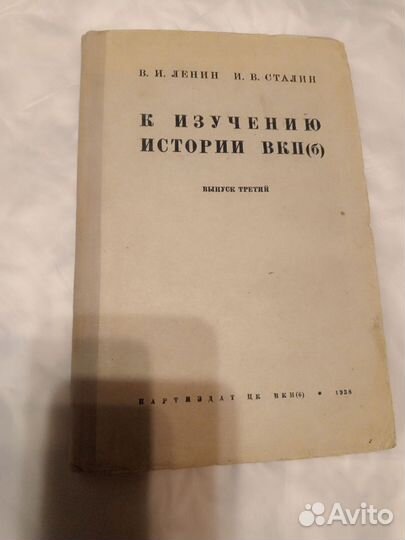 В. И. ЛЕНИН И. В. СТАЛИН
К ИЗУЧЕНИЮ
ИСТОРИИ ВКП(б)
ВЫПУСК ТРЕТИЙ
ПАРТИЗДАТ ЦК ВКП(б) • 1938
Avito